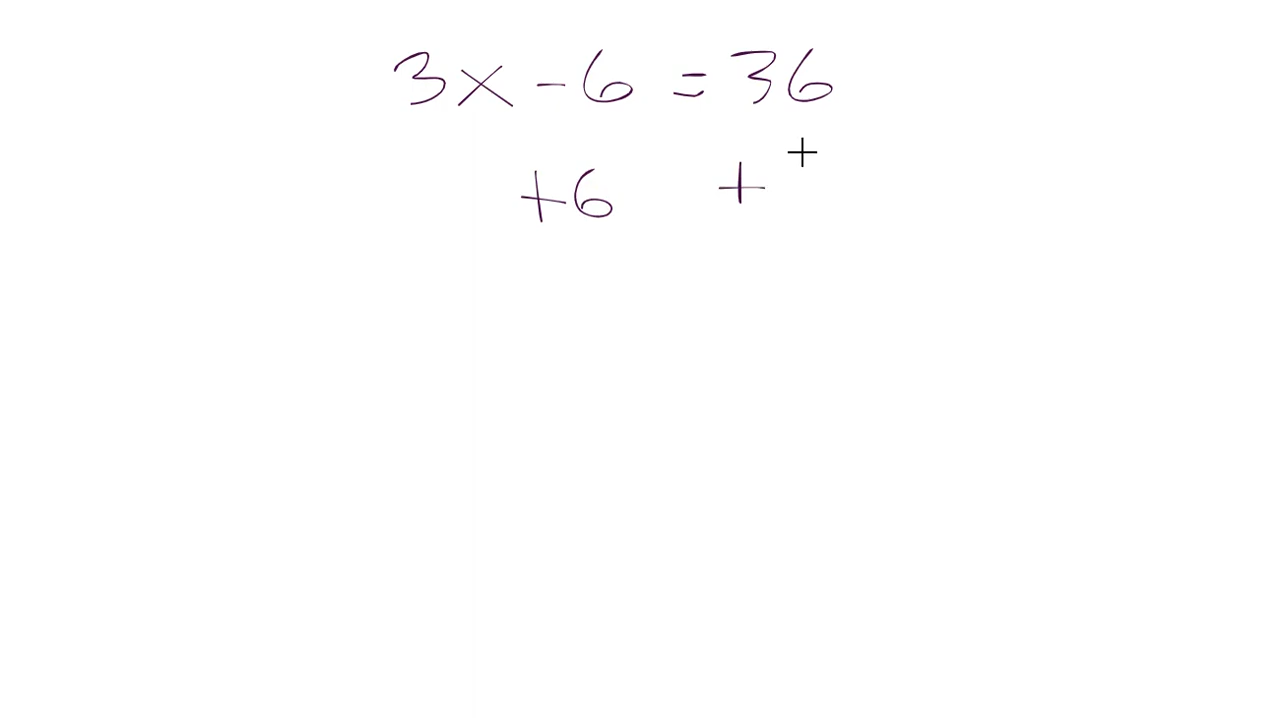 3x - 6 = 36
+6 +